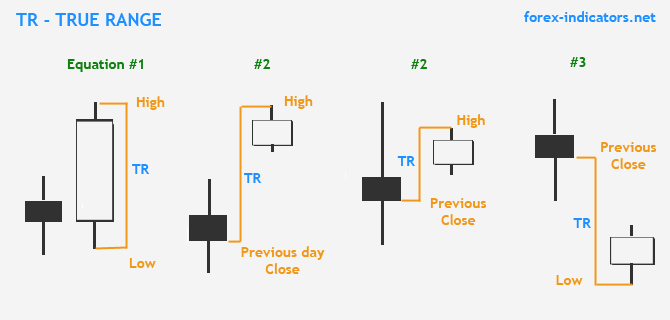 TR - TRUE RANGE
forex-indicators.net
Equation #1
#2
#2
#3
High
TR
Low
High
TR
Previous day
Close
High
TR
Previous
Close
Previous
Close
TR
Low